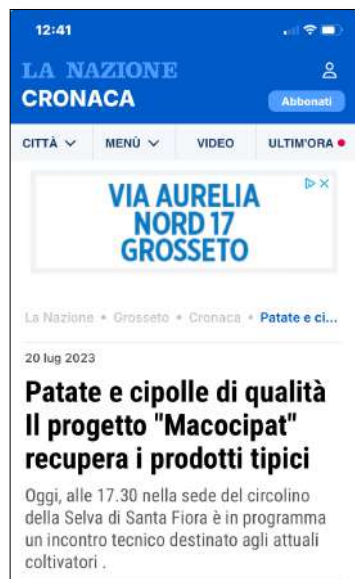 12:41
LA NAZIONE
CRONACA
Abbonati
CITTÀ
MENÙ
VIDEO
ULTIM'ORA
VIA AURELIA
NORD 17
GROSSETO
La Nazione • Grosseto • Cronaca • Patate e ci...
20 lug 2023
Patate e cipolle di qualità
Il progetto "Macocipat"
recupera i prodotti tipici
Oggi, alle 17.30 nella sede del circolino
della Selva di Santa Fiora è in programma
un incontro tecnico destinato agli attuali
coltivatori .